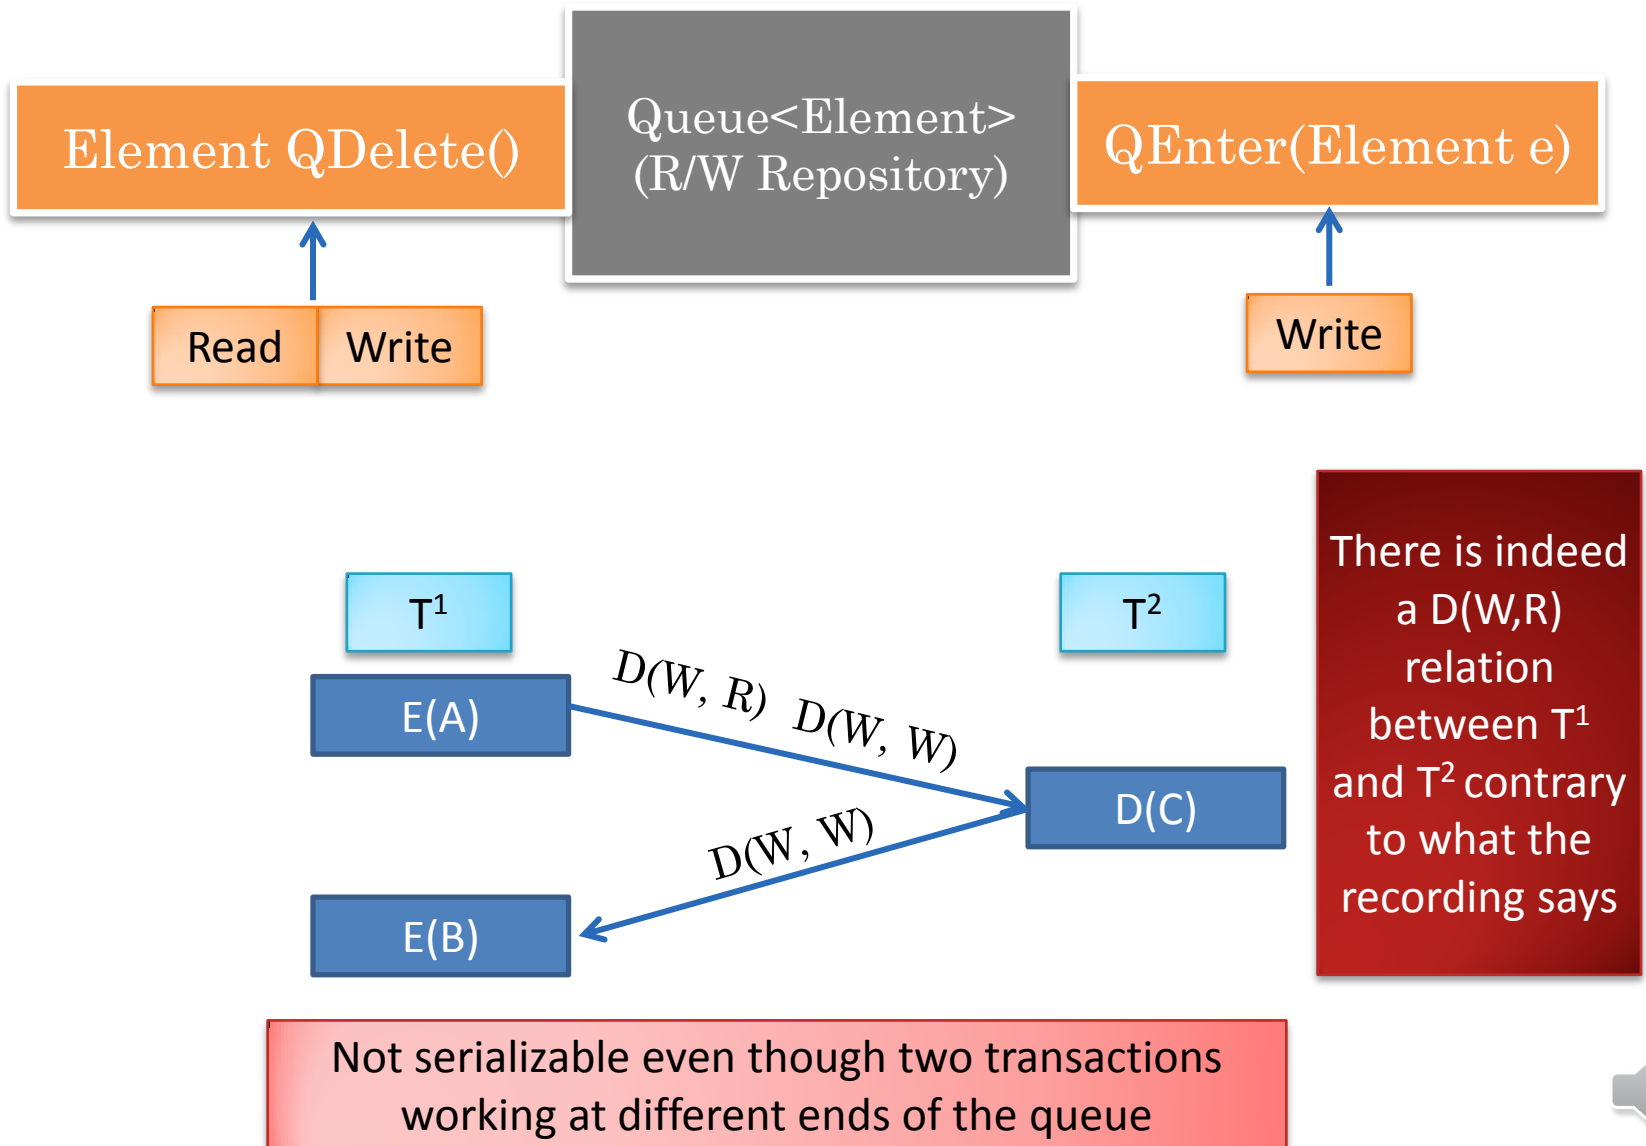 Element QDelete()
Queue<Element>
(R/W Repository)
QEnter(Element e)
Read
Write
Write
T¹
T²
E(A)
D(W, R) D(W, W)
D(C)
D(W, W)
E(B)
There is indeed
a D(W,R)
relation
between T¹
and T² contrary
to what the
recording says
Not serializable even though two transactions
working at different ends of the queue